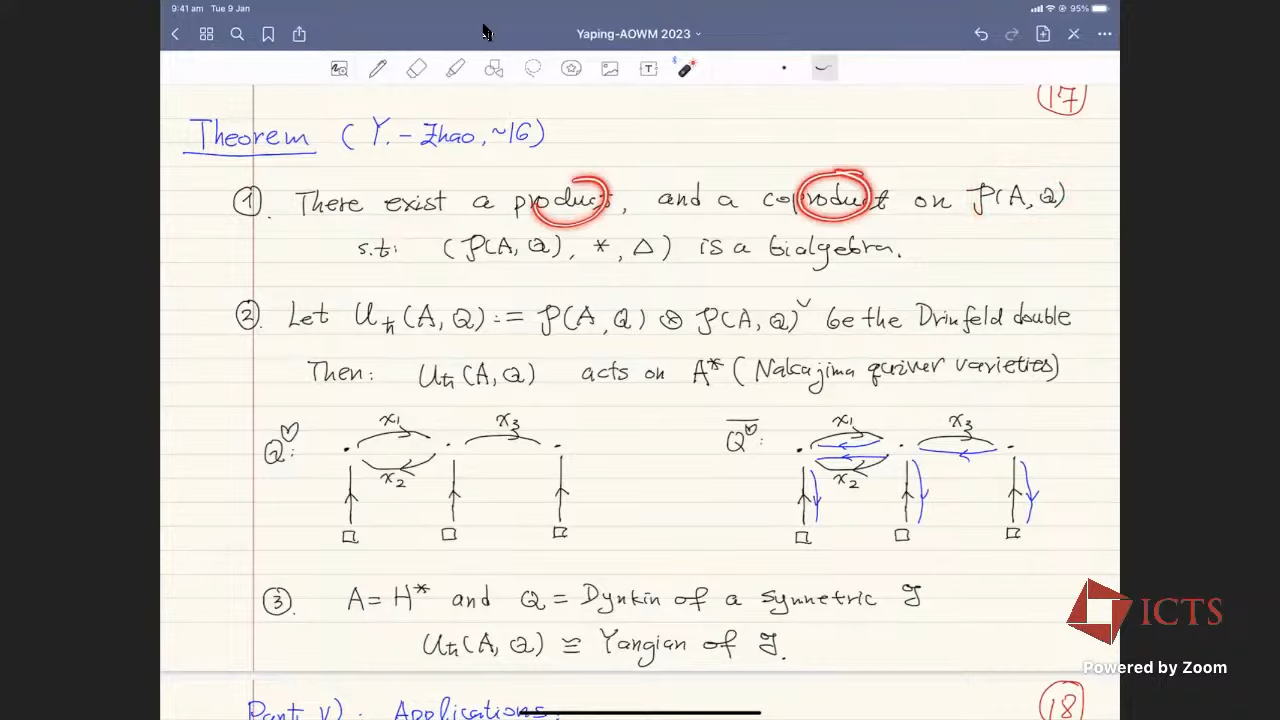 9:41 am Tue 9 Jan
95%
Yaping-AOWM 2023
T
17
Theorem (Y.-Zhao, ~16)
① There exist a product, and a coproduct on P(A, Q)
s.t: (P(A, Q), *, Δ) is a bialgebra.
②. Let Uℏ(A, Q) := P(A, Q) ⊗ P(A, Q)^∨ be the Drinfeld double
Then: Uℏ(A, Q) acts on A* (Nakajima quiver varieties)
Q^♡:
x1
x3
x2
Q^♡:
x1
x3
x2
③. A = H* and Q = Dynkin of a symmetric g
Uℏ(A, Q) ≅ Yangian of g.
ICTS
Powered by Zoom
Part V). Applications.
18